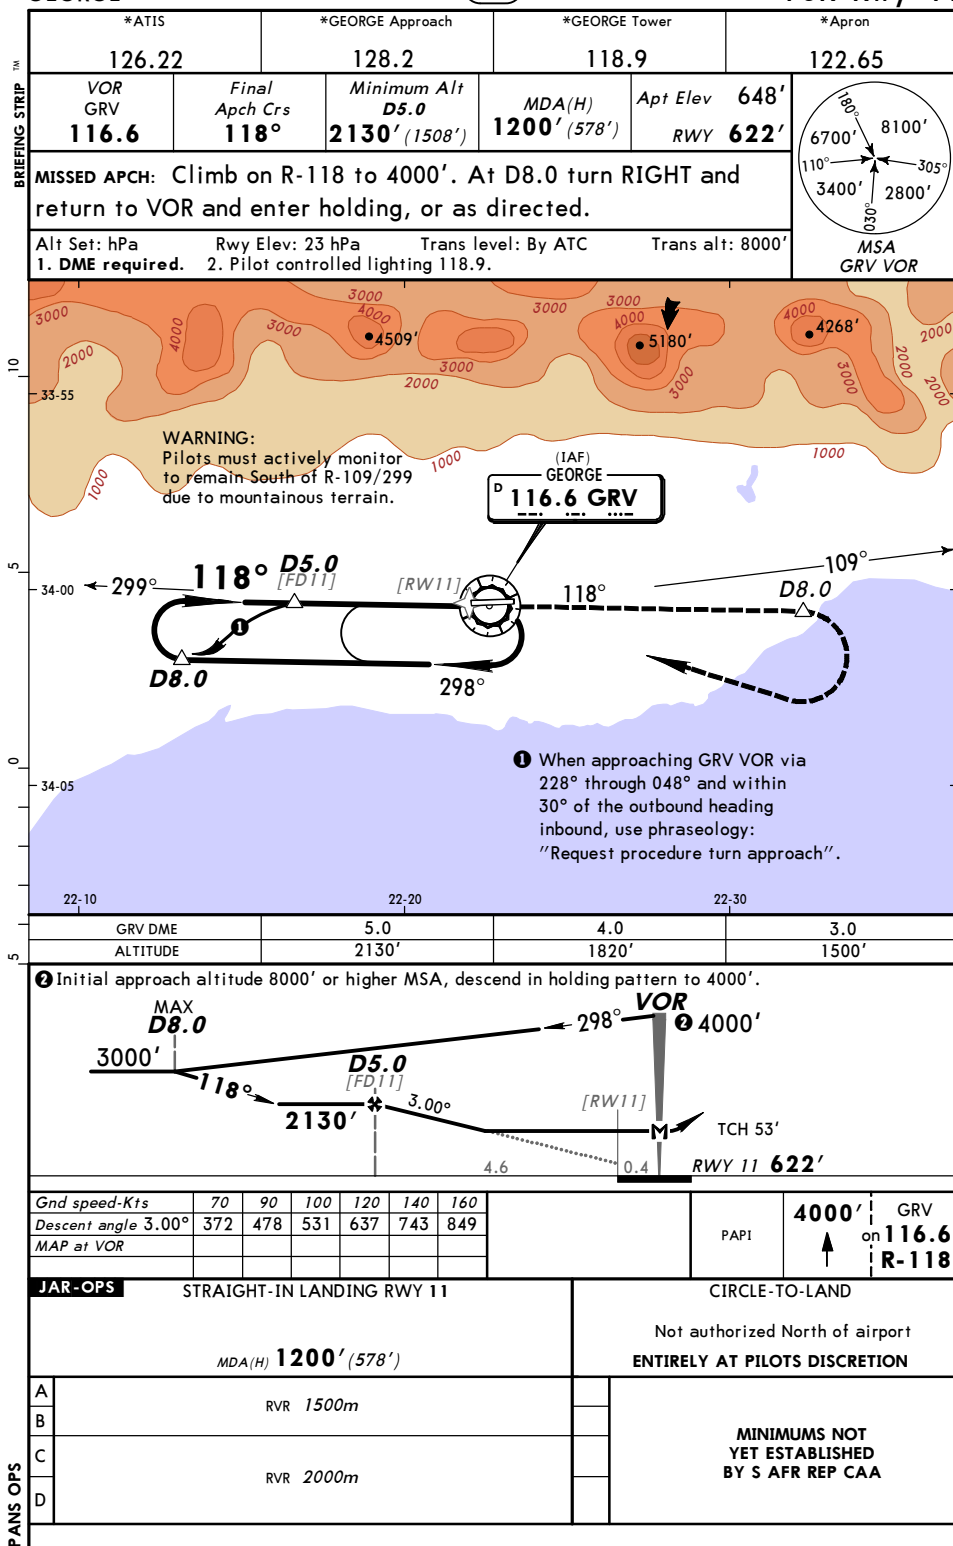 *ATIS
126.22
*GEORGE Approach
128.2
*GEORGE Tower
118.9
*Apron
122.65
BRIEFING STRIP TM
VOR
GRV
116.6
Final
Apch Crs
118°
Minimum Alt
D5.0
2130' (1508')
MDA(H)
1200' (578')
Apt Elev 648'
RWY 622'
MISSED APCH: Climb on R-118 to 4000'. At D8.0 turn RIGHT and
return to VOR and enter holding, or as directed.
Alt Set: hPa Rwy Elev: 23 hPa Trans level: By ATC Trans alt: 8000'
1. DME required. 2. Pilot controlled lighting 118.9.
180°
8100'
6700'
110°
305°
3400'
2800'
030°
MSA
GRV VOR
3000
3000
4000
3000
4000
4509'
3000
2000
2000
3000
3000
4000
5180'
3000
4000
4268'
2000
2000
3000
2000
10
33-55
1000
1000
1000
WARNING:
Pilots must actively monitor
to remain South of R-109/299
due to mountainous terrain.
(IAF)
GEORGE
D 116.6 GRV
5
34-00
299°
118°
D5.0
[FD11]
[RW11]
118°
109°
D8.0
1
D8.0
298°
0
34-05
1 When approaching GRV VOR via
228° through 048° and within
30° of the outbound heading
inbound, use phraseology:
"Request procedure turn approach".
22-10
22-20
22-30
5
GRV DME 5.0 4.0 3.0
ALTITUDE 2130' 1820' 1500'
2 Initial approach altitude 8000' or higher MSA, descend in holding pattern to 4000'.
MAX
D8.0
3000'
298°
VOR
2 4000'
118°
D5.0
[FD11]
2130'
3.00°
[RW11]
M
TCH 53'
4.6
0.4
RWY 11 622'
Gnd speed-Kts 70 90 100 120 140 160
Descent angle 3.00° 372 478 531 637 743 849
MAP at VOR
PAPI
4000'
on
GRV
116.6
R-118
JAR-OPS
STRAIGHT-IN LANDING RWY 11
MDA(H) 1200' (578')
CIRCLE-TO-LAND
Not authorized North of airport
ENTIRELY AT PILOTS DISCRETION
A
B
RVR 1500m
C
D
RVR 2000m
MINIMUMS NOT
YET ESTABLISHED
BY S AFR REP CAA
PANS OPS